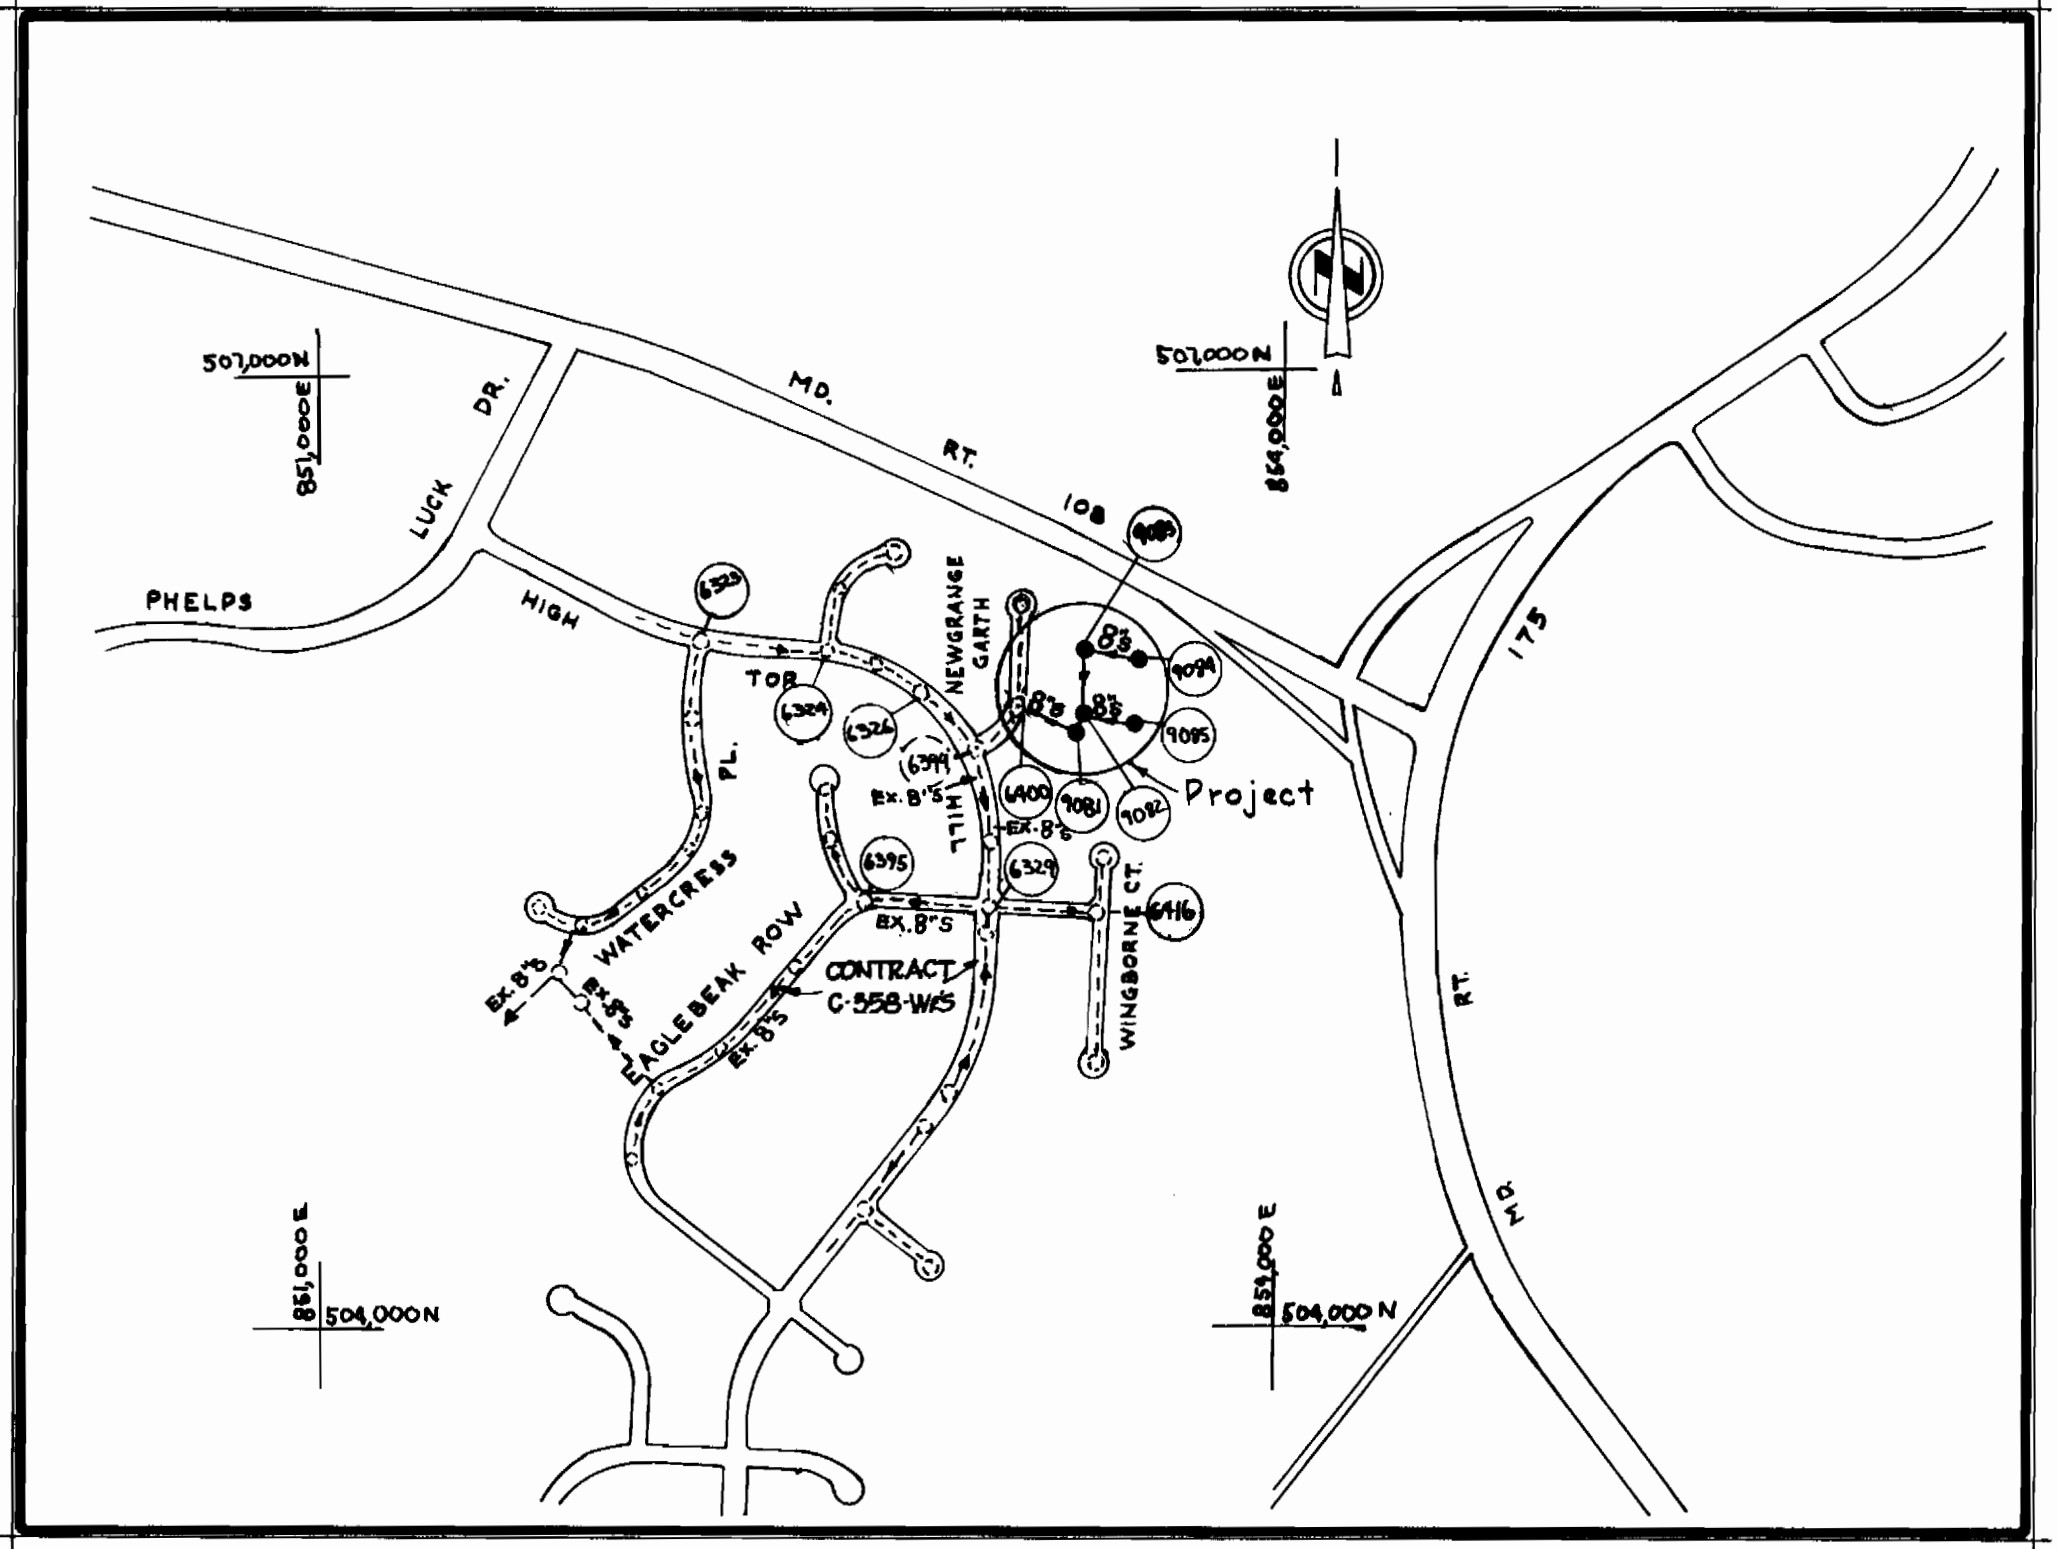 N
507,000N
851,000E
507,000N
854,000E
MD.
RT.
108
LUCK
DR.
PHELPS
HIGH
TOR
HILL
NEWGRANGE
GARTH
9083
6323
8"S
9084
6324
6326
8"S
8"S
9085
6399
PL.
EX. 8"S
6400
9081
9082
Project
EX. 8"S
6395
6329
WATERCRESS
EAGLEBEAK ROW
EX. 8"S
6416
WINGBORNE CT.
EX. 8"S
EX. 8"S
CONTRACT
C-558-W&S
EX. 8"S
175
RT.
MD.
851,000E
504,000N
854,000E
504,000N